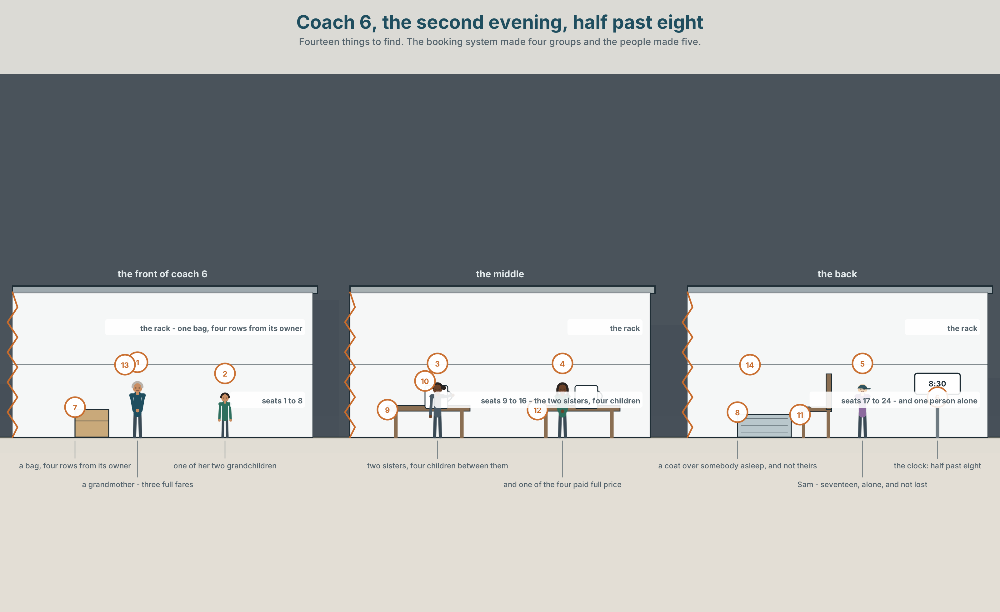 Coach 6, the second evening, half past eight
Fourteen things to find. The booking system made four groups and the people made five.
the front of coach 6
the middle
the back
the rack - one bag, four rows from its owner
the rack
the rack
13
1
2
3
4
14
5
10
8:30
7
seats 1 to 8
9
seats 9 to 16 - the two sisters, four children
12
8
11
seats 17 to 24 - and one person alone
6
a bag, four rows from its owner
one of her two grandchildren
two sisters, four children between them
a coat over somebody asleep, and not theirs
the clock: half past eight
a grandmother - three full fares
and one of the four paid full price
Sam - seventeen, alone, and not lost